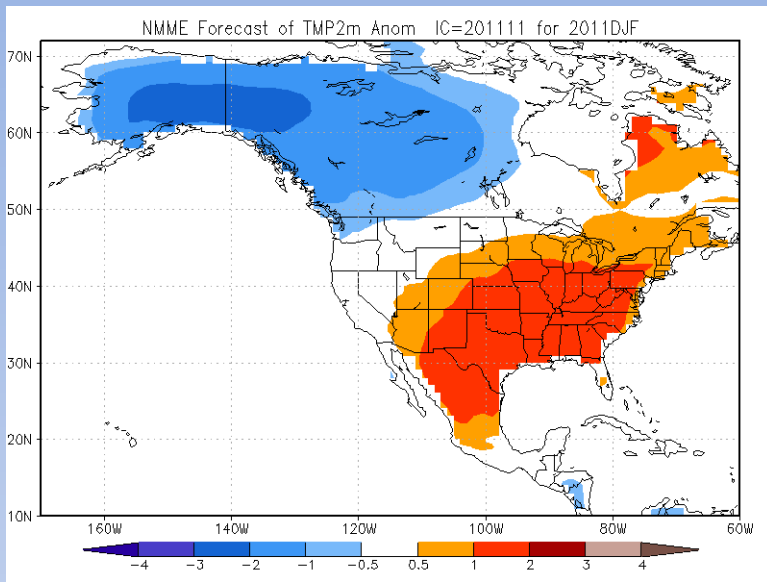 NMME Forecast of TMP2m Anom IC=201111 for 2011DJF
70N
60N
50N
40N
30N
20N
10N
160W 140W 120W 100W 80W 60W
-4 -3 -2 -1 -0.5 0.5 1 2 3 4